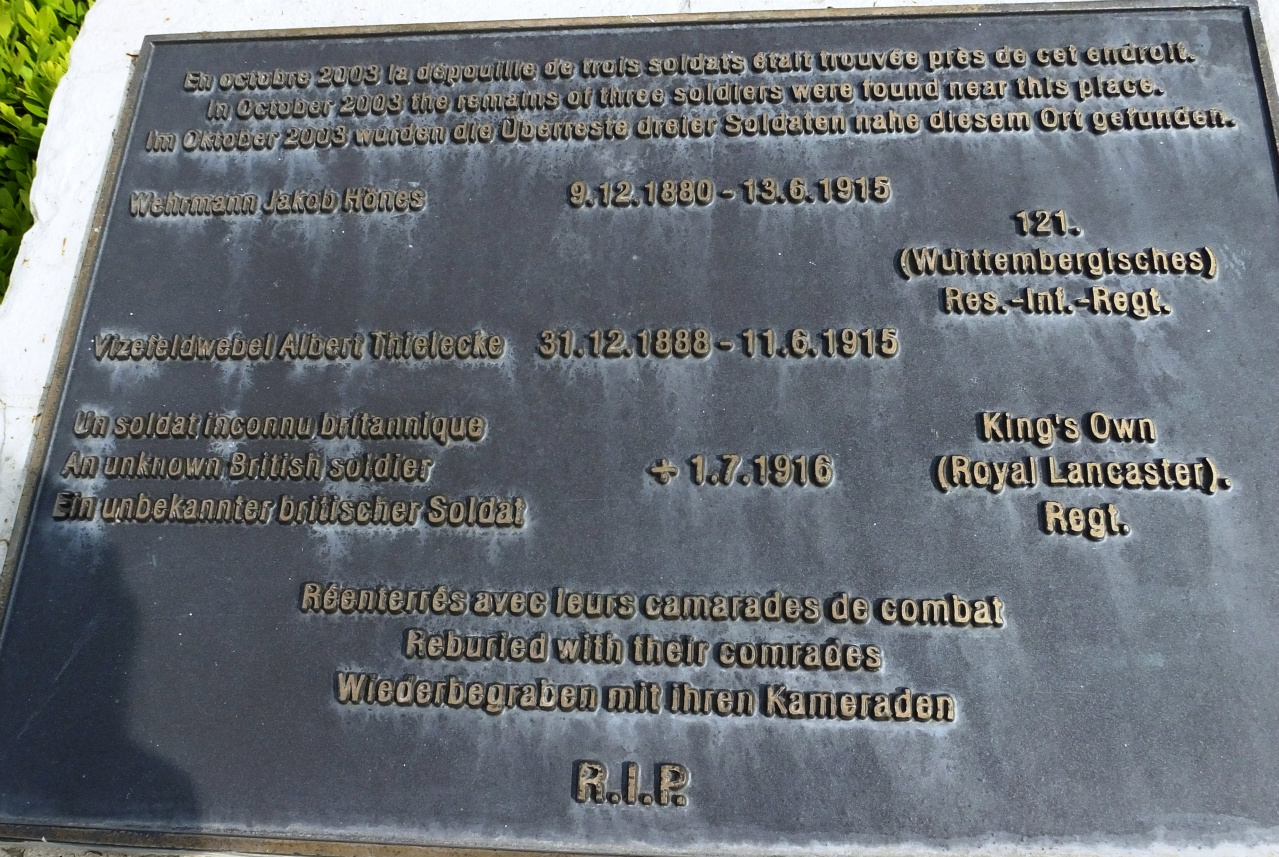 En octobre 2003 la dépouille de trois soldats était trouvée près de cet endroit.
In October 2003 the remains of three soldiers were found near this place.
Im Oktober 2003 wurden die Überreste dreier Soldaten nahe diesem Ort gefunden.
Wehrmann Jakob Hönes 9.12.1880 - 13.6.1915
121.
(Württembergisches)
Res.-Inf.-Regt.
Vizefeldwebel Albert Thielecke 31.12.1888 - 11.6.1915
Un soldat inconnu britannique King's Own
An unknown British soldier ÷ 1.7.1916 (Royal Lancaster).
Ein unbekannter britischer Soldat Regt.
Réenterrés avec leurs camarades de combat
Reburied with their comrades
Wiederbegraben mit ihren Kameraden
R.I.P.